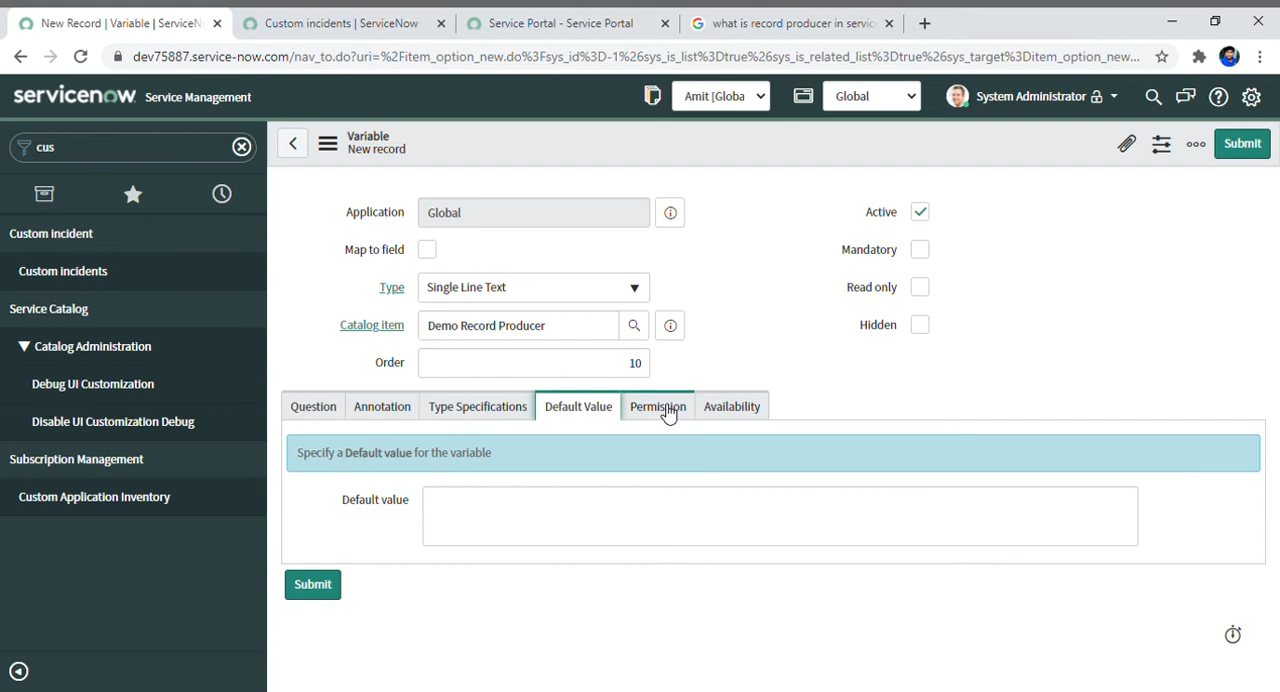 New Record | Variable | ServiceN
Custom incidents | ServiceNow
Service Portal - Service Portal
what is record producer in servic
dev75887.service-now.com/nav_to.do?uri=%2Fitem_option_new.do%3Fsys_id%3D-1%26sys_is_list%3Dtrue%26sys_is_related_list%3Dtrue%26sys_target%3Ditem_option_new...
servicenow Service Management
Amit [Globa
Global
System Administrator
cus
Variable
New record
Submit
Custom Incident
Custom incidents
Service Catalog
Catalog Administration
Debug UI Customization
Disable UI Customization Debug
Subscription Management
Custom Application Inventory
Application Global
Active
Map to field
Mandatory
Type Single Line Text
Read only
Catalog item Demo Record Producer
Hidden
Order 10
Question Annotation Type Specifications Default Value Permission Availability
Specify a Default value for the variable
Default value
Submit